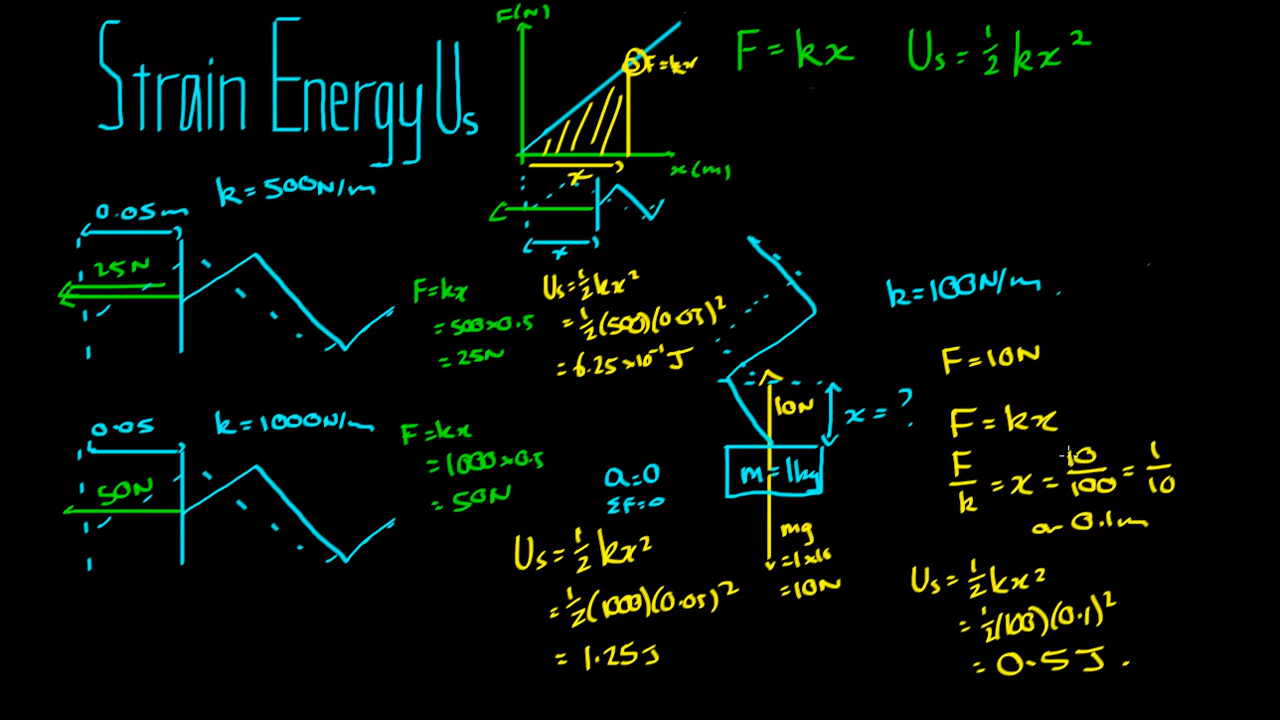 Strain Energy Us
F(N)
F=kx
x
x(m)
x
F=kx
Us=½kx²
k=500N/m
0.05m
25N
F=kx
=500×0.5
=25N
Us=½kx²
=½(500)(0.05)²
=6.25×10⁻¹J
k=1000N/m
0.05
50N
F=kx
=1000×0.5
=50N
a=0
ΣF=0
Us=½kx²
=½(1000)(0.05)²
=1.25J
10N
x=?
m=1kg
mg
=1×10
=10N
k=100N/m.
F=10N
F=kx
F/k=x=10/100=1/10
or 0.1m
Us=½kx²
=½(100)(0.1)²
=0.5J.